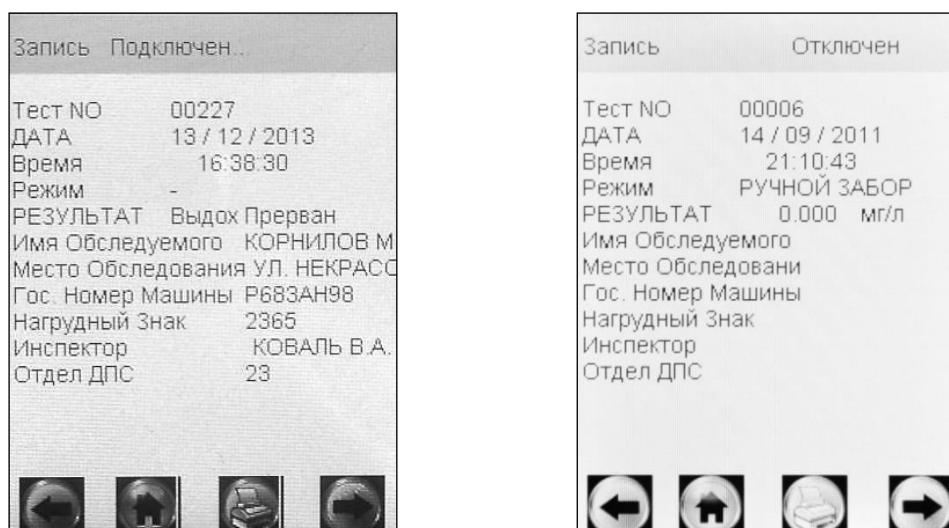 Запись Подключен...
Тест NO 00227
ДАТА 13 / 12 / 2013
Время 16:38:30
Режим -
РЕЗУЛЬТАТ Выдох Прерван
Имя Обследуемого КОРНИЛОВ М
Место Обследования УЛ. НЕКРАСС
Гос. Номер Машины Р683АН98
Нагрудный Знак 2365
Инспектор КОВАЛЬ В.А.
Отдел ДПС 23
Запись Отключен
Тест NO 00006
ДАТА 14 / 09 / 2011
Время 21:10:43
Режим РУЧНОЙ ЗАБОР
РЕЗУЛЬТАТ 0.000 мг/л
Имя Обследуемого
Место Обследовани
Гос. Номер Машины
Нагрудный Знак
Инспектор
Отдел ДПС